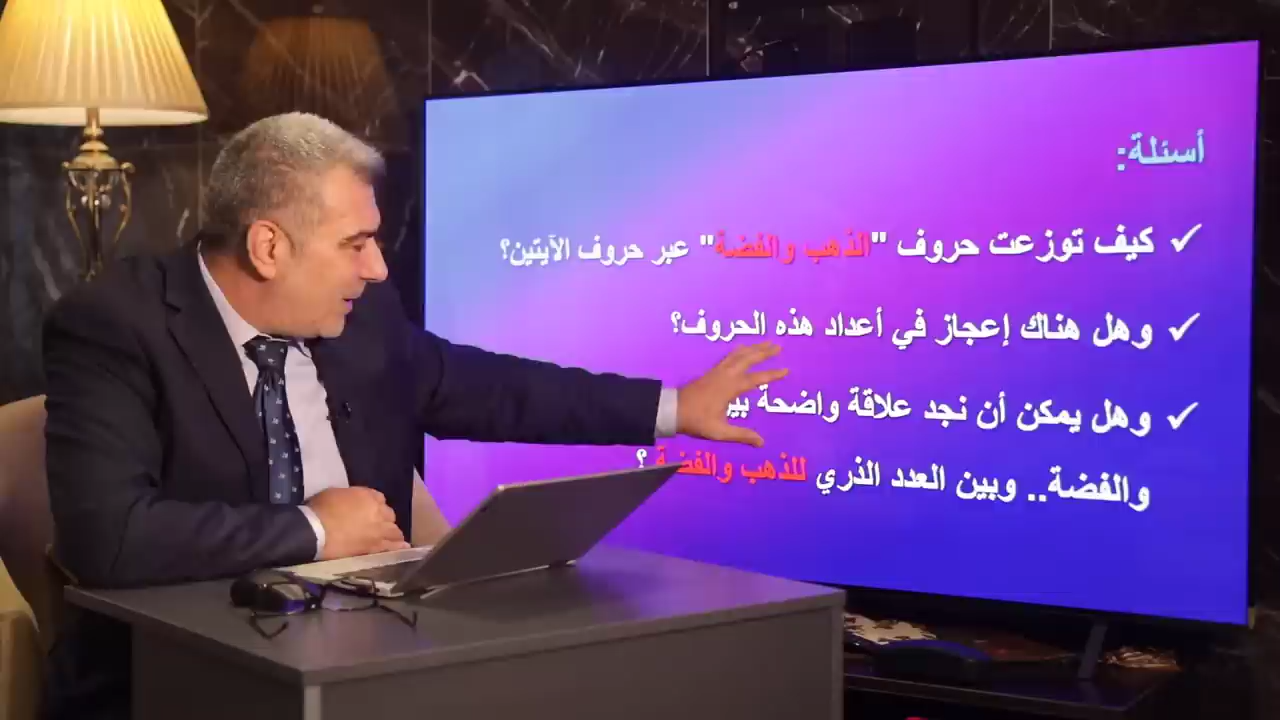 أسئلة:
كيف توزعت حروف "الذهب والفضة" عبر حروف الآيتين؟
وهل هناك إعجاز في أعداد هذه الحروف؟
وهل يمكن أن نجد علاقة واضحة
والفضة.. وبين العدد الذري للذهب والفضة ؟